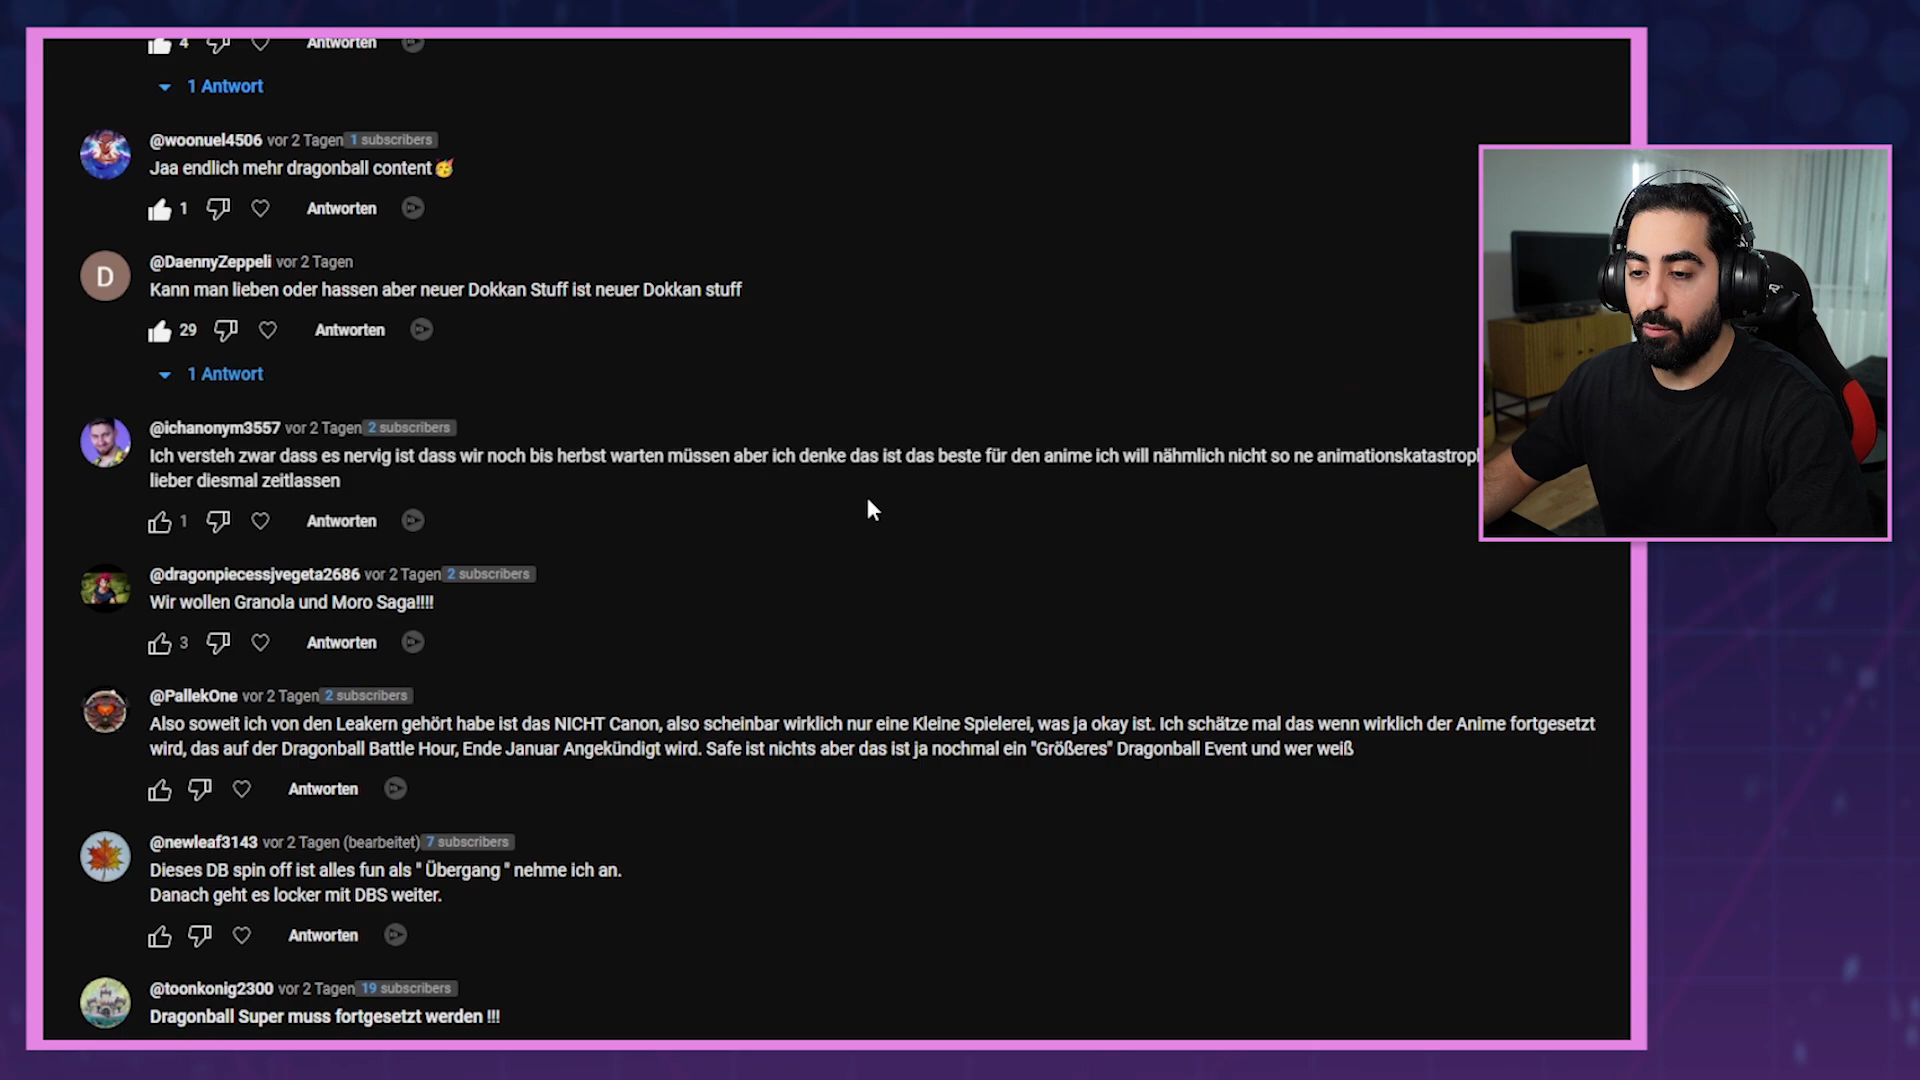 4 Antworten
1 Antwort
@woonuel4506 vor 2 Tagen 1 subscribers
Jaa endlich mehr dragonball content🥳
1 Antworten
D
@DaennyZeppeli vor 2 Tagen
Kann man lieben oder hassen aber neuer Dokkan Stuff ist neuer Dokkan stuff
29 Antworten
1 Antwort
@ichanonym3557 vor 2 Tagen 2 subscribers
Ich versteh zwar dass es nervig ist dass wir noch bis herbst warten müssen aber ich denke das ist das beste für den anime ich will nähmlich nicht so ne
lieber diesmal zeitlassen
1 Antworten
@dragonpiecessjvegeta2686 vor 2 Tagen 2 subscribers
Wir wollen Granola und Moro Saga!!!!
3 Antworten
@PallekOne vor 2 Tagen 2 subscribers
Also soweit ich von den Leakern gehört habe ist das NICHT Canon, also scheinbar wirklich nur eine Kleine Spielerei, was ja okay ist. Ich schätze mal das wenn wirklich der Anime fortgesetzt
wird, das auf der Dragonball Battle Hour, Ende Januar Angekündigt wird. Safe ist nichts aber das ist ja nochmal ein "Größeres" Dragonball Event und wer weiß
Antworten
@newleaf3143 vor 2 Tagen (bearbeitet) 7 subscribers
Dieses DB spin off ist alles fun als " Übergang " nehme ich an.
Danach geht es locker mit DBS weiter.
Antworten
@toonkonig2300 vor 2 Tagen 19 subscribers
Dragonball Super muss fortgesetzt werden !!!